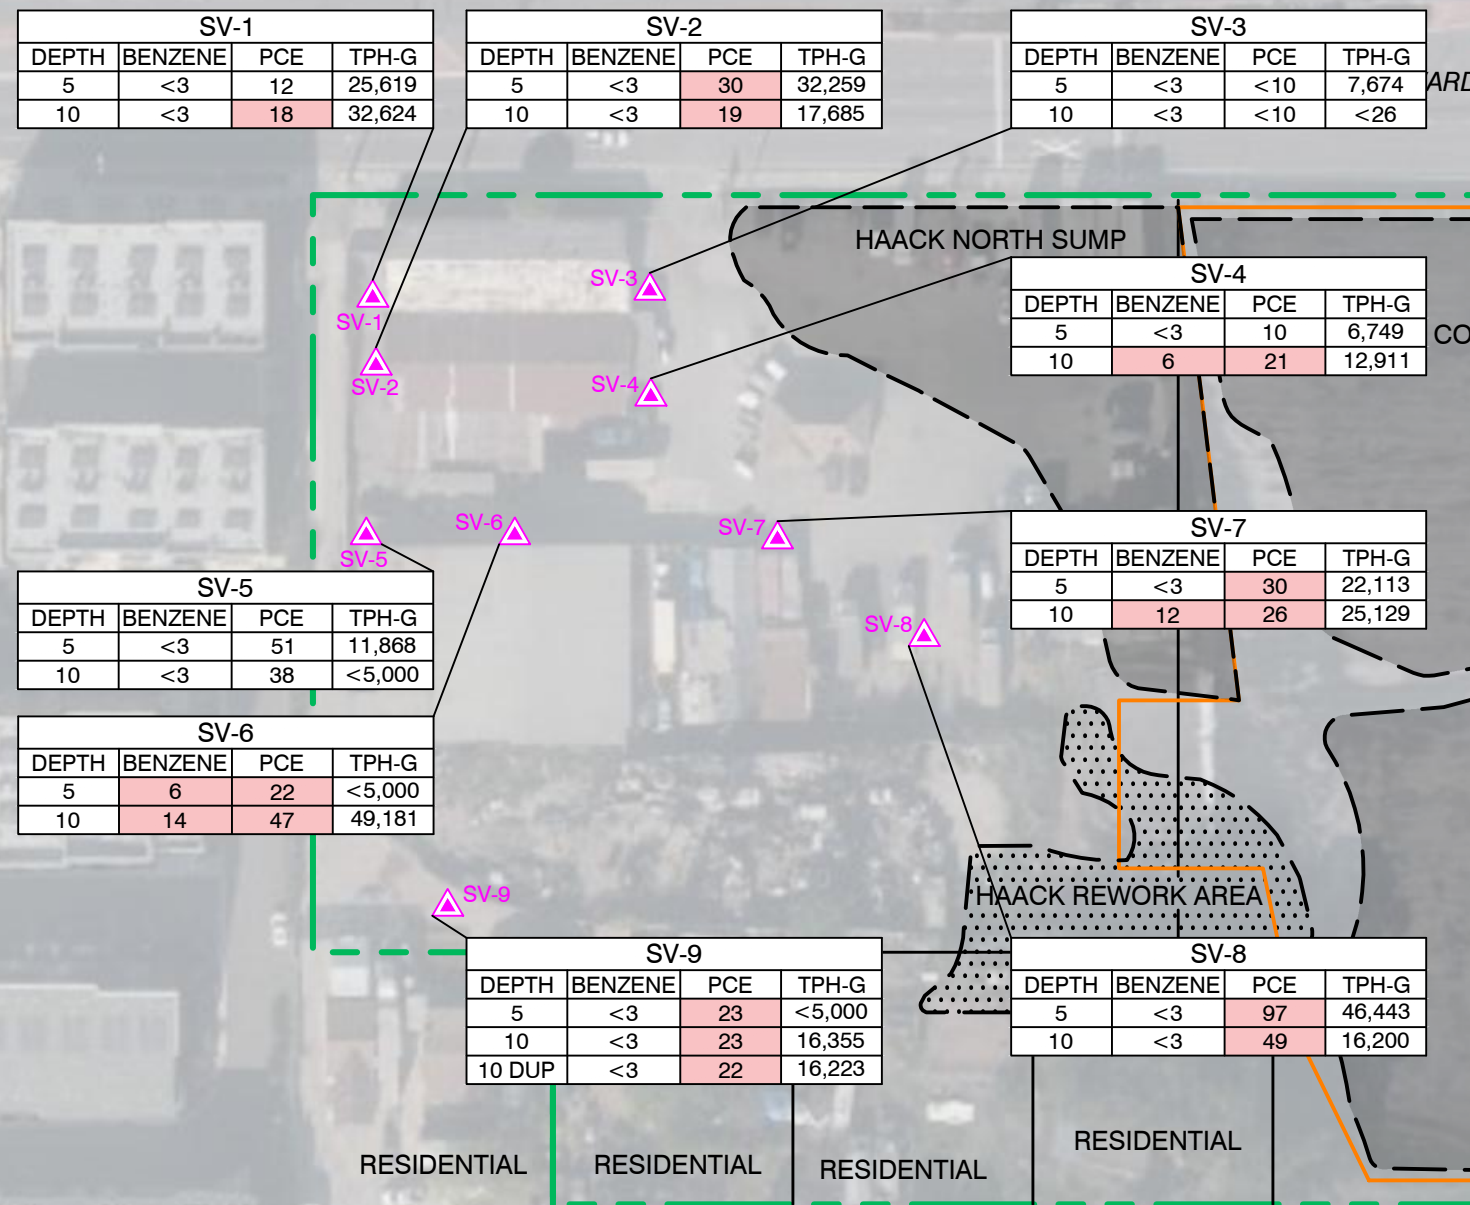 SV-1
DEPTH BENZENE PCE TPH-G
5 <3 12 25,619
10 <3 18 32,624
SV-2
DEPTH BENZENE PCE TPH-G
5 <3 30 32,259
10 <3 19 17,685
SV-3
DEPTH BENZENE PCE TPH-G
5 <3 <10 7,674
10 <3 <10 <26
ARD
HAACK NORTH SUMP
SV-3
SV-1
SV-2
SV-4
SV-4
DEPTH BENZENE PCE TPH-G
5 <3 10 6,749
10 6 21 12,911
CO
SV-6
SV-7
SV-5
SV-8
SV-7
DEPTH BENZENE PCE TPH-G
5 <3 30 22,113
10 12 26 25,129
SV-5
DEPTH BENZENE PCE TPH-G
5 <3 51 11,868
10 <3 38 <5,000
SV-6
DEPTH BENZENE PCE TPH-G
5 6 22 <5,000
10 14 47 49,181
SV-9
HAACK REWORK AREA
SV-9
DEPTH BENZENE PCE TPH-G
5 <3 23 <5,000
10 <3 23 16,355
10 DUP <3 22 16,223
SV-8
DEPTH BENZENE PCE TPH-G
5 <3 97 46,443
10 <3 49 16,200
RESIDENTIAL
RESIDENTIAL
RESIDENTIAL
RESIDENTIAL